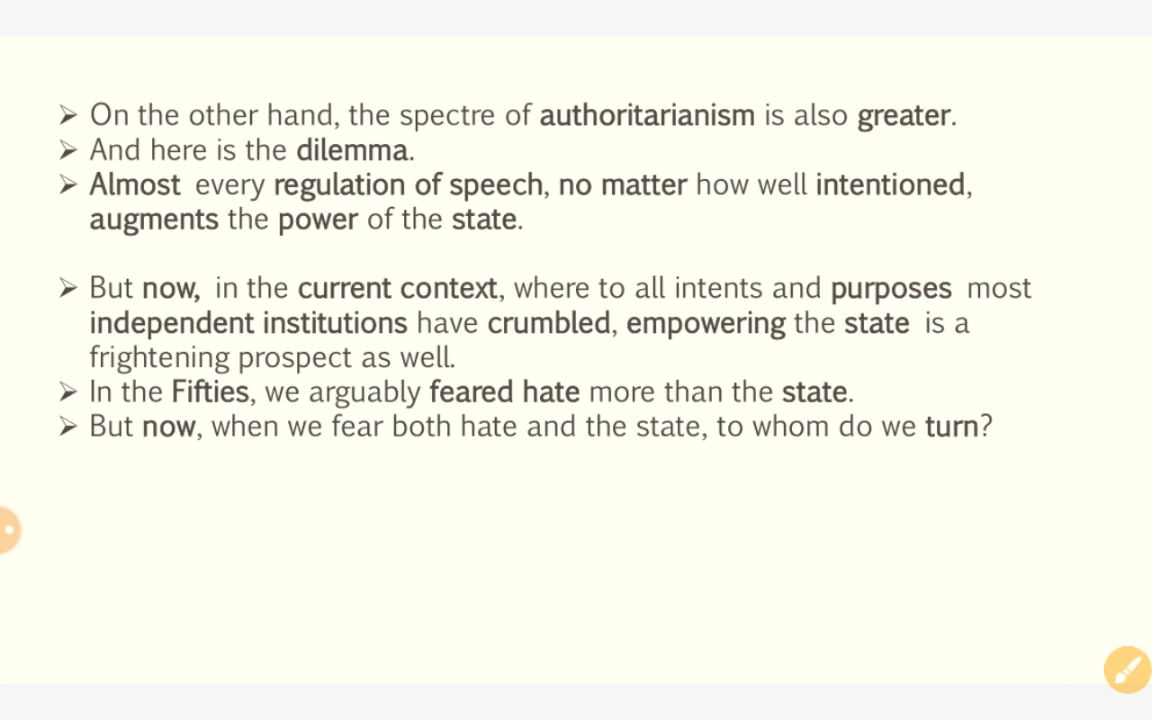 ➢ On the other hand, the spectre of authoritarianism is also greater.
➢ And here is the dilemma.
➢ Almost every regulation of speech, no matter how well intentioned,
augments the power of the state.
➢ But now, in the current context, where to all intents and purposes most
independent institutions have crumbled, empowering the state is a
frightening prospect as well.
➢ In the Fifties, we arguably feared hate more than the state.
➢ But now, when we fear both hate and the state, to whom do we turn?